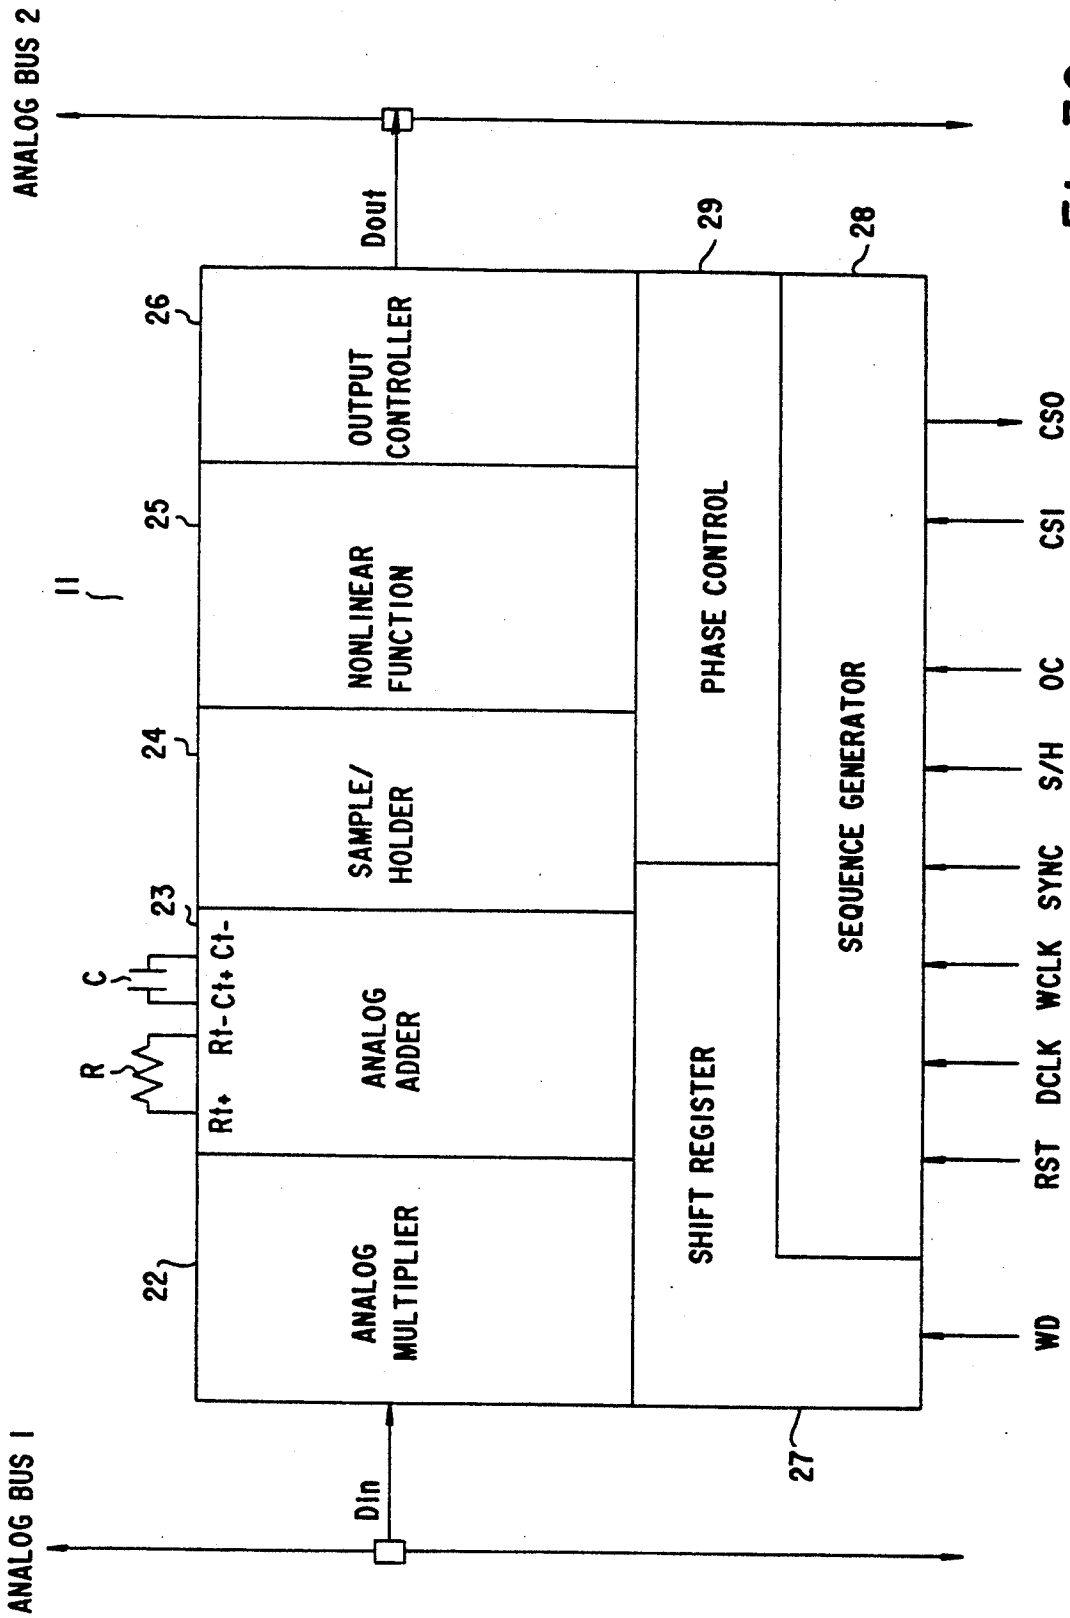 ANALOG BUS 1
ANALOG BUS 2
11
Din
Dout
22
23
24
25
26
R
C
Rt+
Rt-
Ct+
Ct-
ANALOG
MULTIPLIER
ANALOG
ADDER
SAMPLE/
HOLDER
NONLINEAR
FUNCTION
OUTPUT
CONTROLLER
SHIFT REGISTER
PHASE CONTROL
29
SEQUENCE GENERATOR
28
27
WD
RST
DCLK
WCLK
SYNC
S/H
OC
CSI
CSO